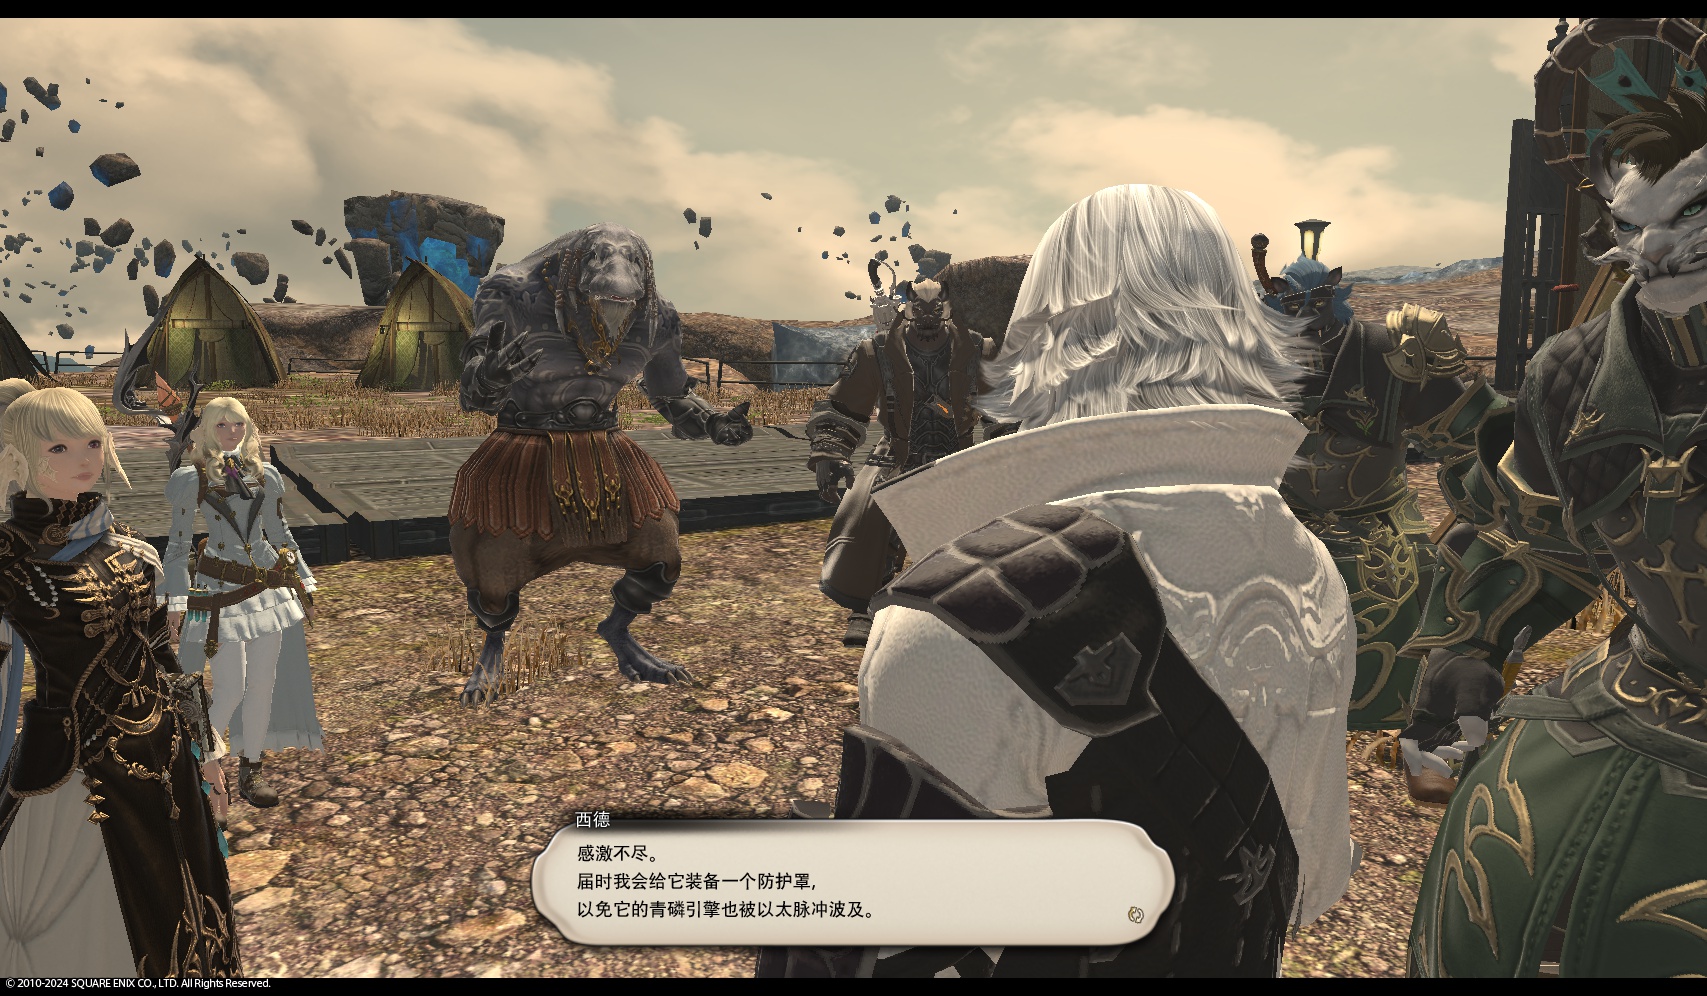 西德
感激不尽。
届时我会给它装备一个防护罩，
以免它的青磷引擎也被以太脉冲波及。
© 2010-2024 SQUARE ENIX CO., LTD. All Rights Reserved.